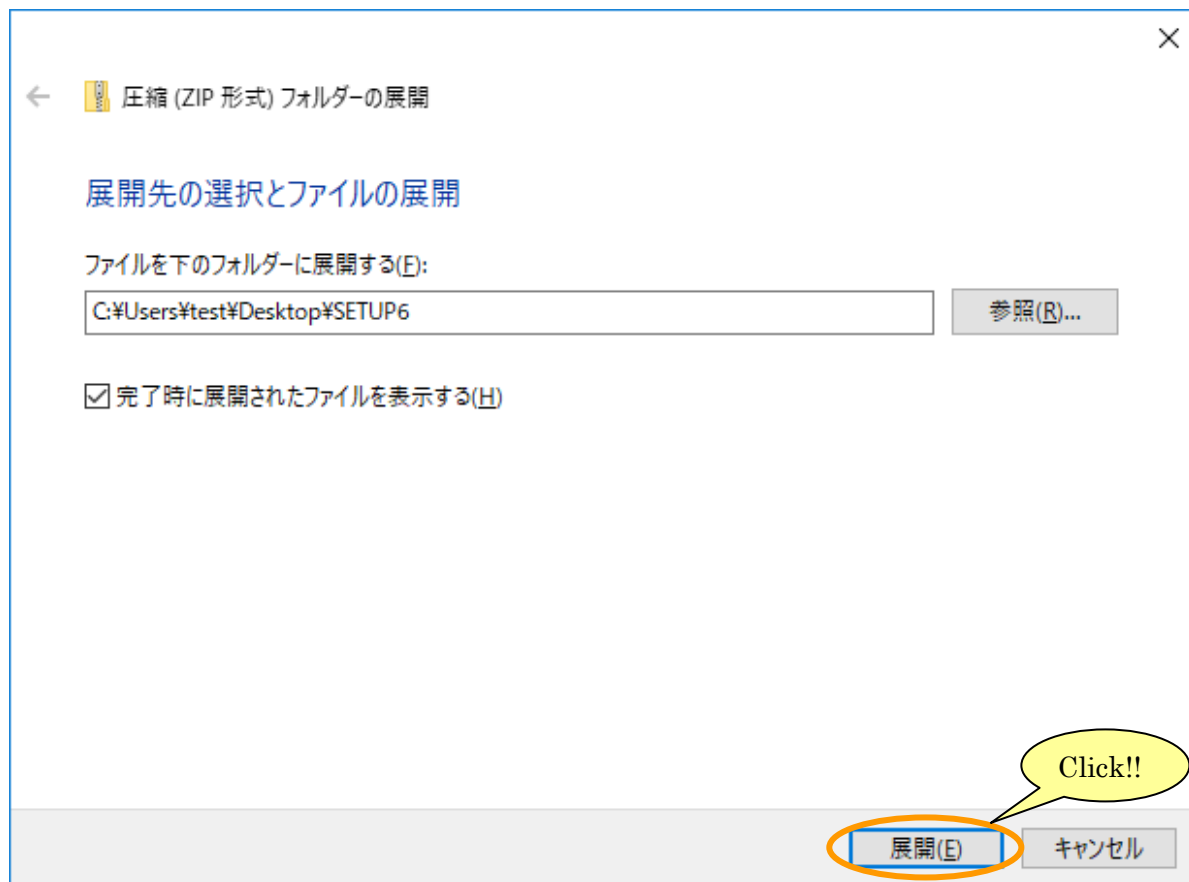 圧縮 (ZIP 形式) フォルダーの展開
展開先の選択とファイルの展開
ファイルを下のフォルダーに展開する(F):
C:¥Users¥test¥Desktop¥SETUP6
参照(R)...
完了時に展開されたファイルを表示する(H)
Click!!
展開(E)
キャンセル